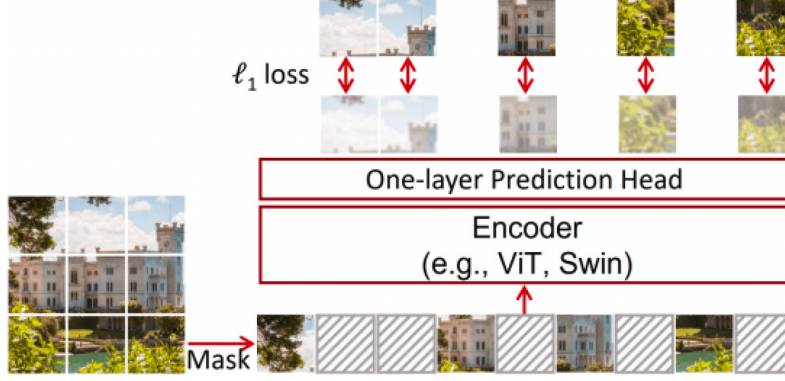 ℓ₁ loss
One-layer Prediction Head
Encoder
(e.g., ViT, Swin)
Mask